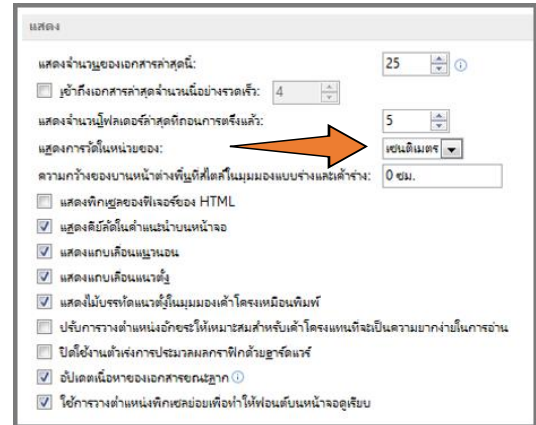 แสดง
แสดงจำนวนของเอกสารล่าสุดนี้: 25
เข้าถึงเอกสารล่าสุดจำนวนนี้อย่างรวดเร็ว: 4
แสดงจำนวนโฟลเดอร์ล่าสุดที่ถอนการตรึงแล้ว: 5
แสดงการวัดในหน่วยของ: เซนติเมตร
ความกว้างของบานหน้าต่างพื้นที่สไตล์ในมุมมองแบบร่างและเค้าร่าง: 0 ซม.
แสดงพิกเซลของฟีเจอร์ของ HTML
แสดงคีย์ลัดในคำแนะนำบนหน้าจอ
แสดงแถบเลื่อนแนวนอน
แสดงแถบเลื่อนแนวตั้ง
แสดงไม้บรรทัดแนวตั้งในมุมมองเค้าโครงเหมือนพิมพ์
ปรับการวางตำแหน่งอักขระให้เหมาะสมสำหรับเค้าโครงแทนที่จะเป็นความยากง่ายในการอ่าน
ปิดใช้งานตัวเร่งการประมวลผลกราฟิกด้วยฮาร์ดแวร์
อัปเดตเนื้อหาของเอกสารขณะลาก
ใช้การวางตำแหน่งพิกเซลย่อยเพื่อทำให้ฟอนต์บนหน้าจอดูเรียบ